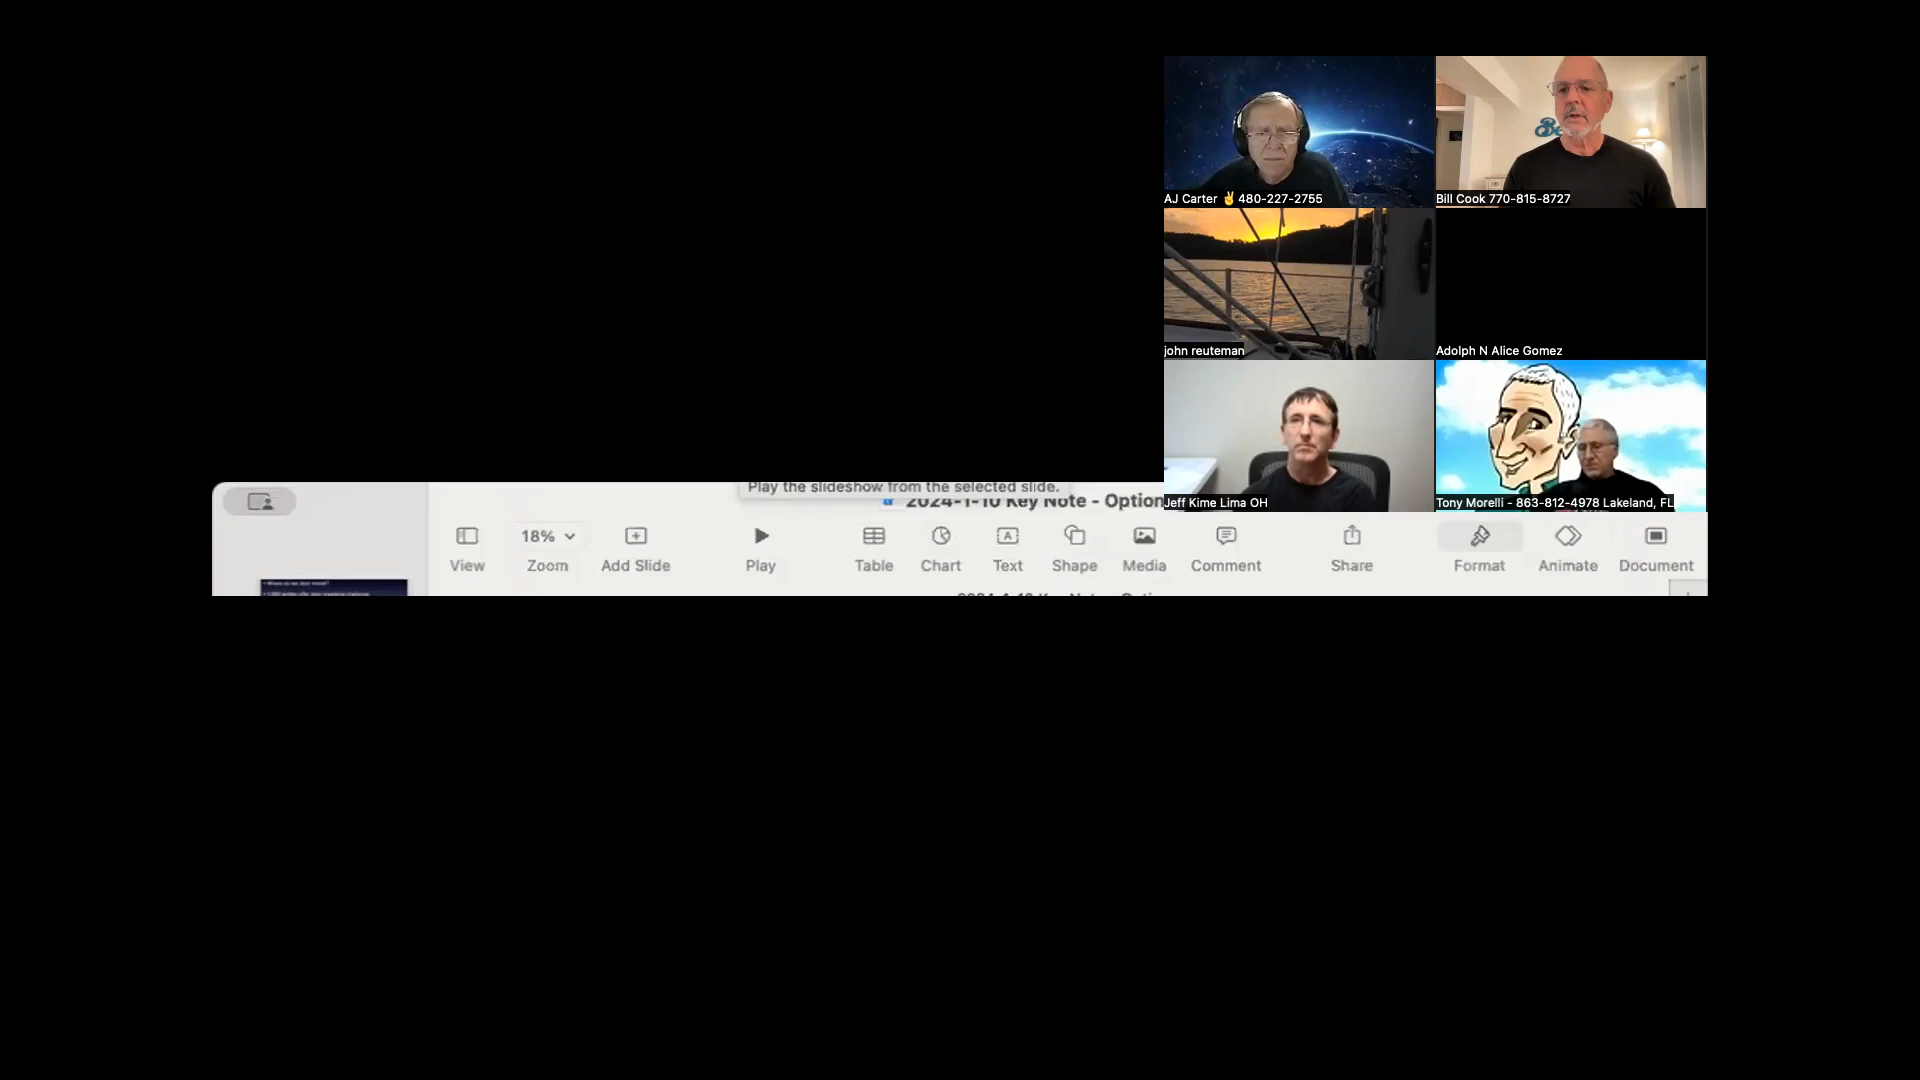 AJ Carter ✌ 480-227-2755
Bill Cook 770-815-8727
john reuteman
Adolph N Alice Gomez
Jeff Kime Lima OH
Tony Morelli - 863-812-4978 Lakeland, FL
Play the slideshow from the selected slide.
2024-1-10 Key Note - Option
View
18%
Zoom
Add Slide
Play
Table
Chart
Text
Shape
Media
Comment
Share
Format
Animate
Document